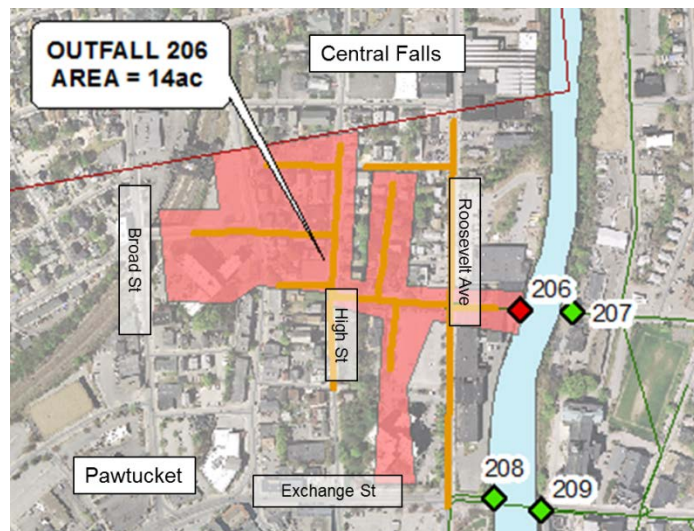 OUTFALL 206
AREA = 14ac
Central Falls
Broad St
Roosevelt Ave
High St
206
207
Pawtucket
Exchange St
208
209